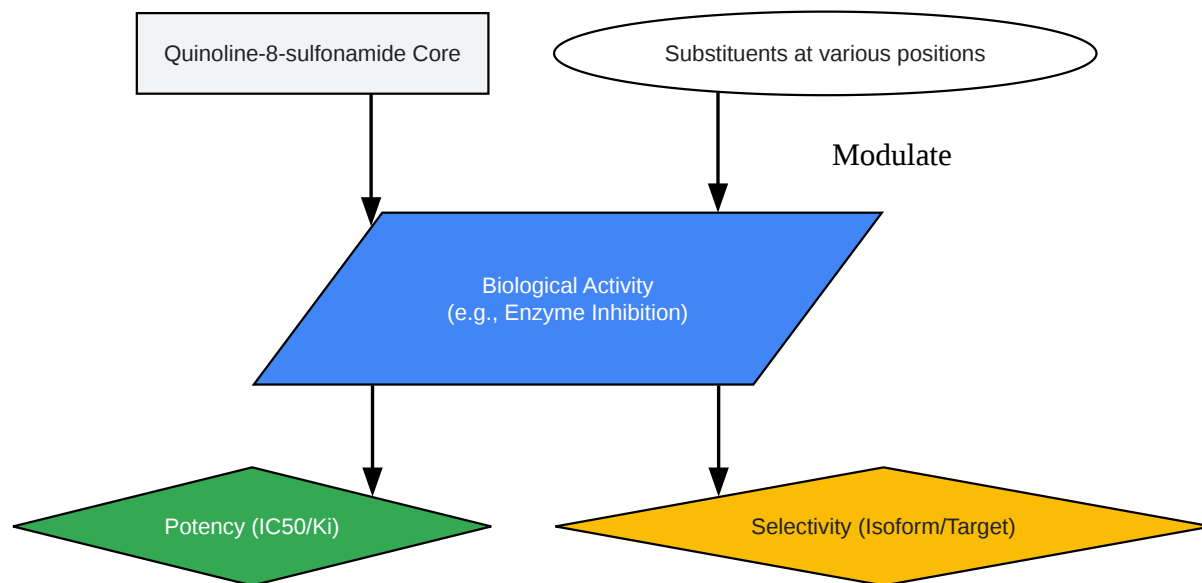 Quinoline-8-sulfonamide Core
Substituents at various positions
Modulate
Biological Activity
(e.g., Enzyme Inhibition)
Potency (IC50/Ki)
Selectivity (Isoform/Target)